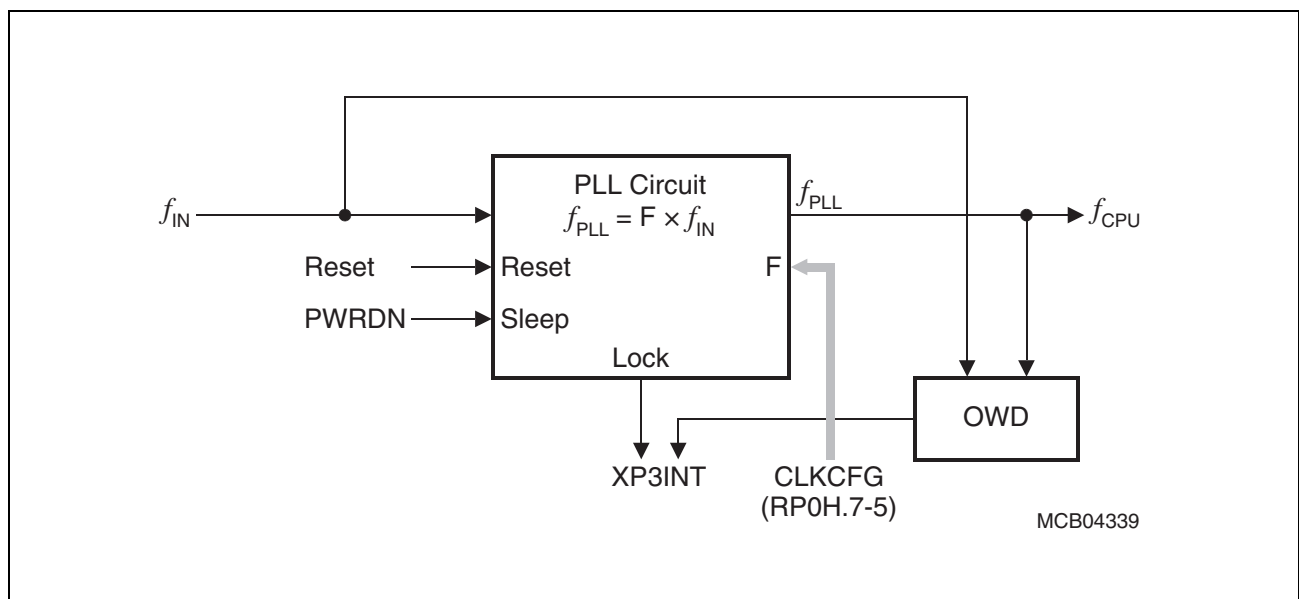 PLL Circuit
f_PLL = F × f_IN
f_IN
f_PLL
f_CPU
Reset
Reset
F
PWRDN
Sleep
Lock
OWD
XP3INT
CLKCFG
(RP0H.7-5)
MCB04339